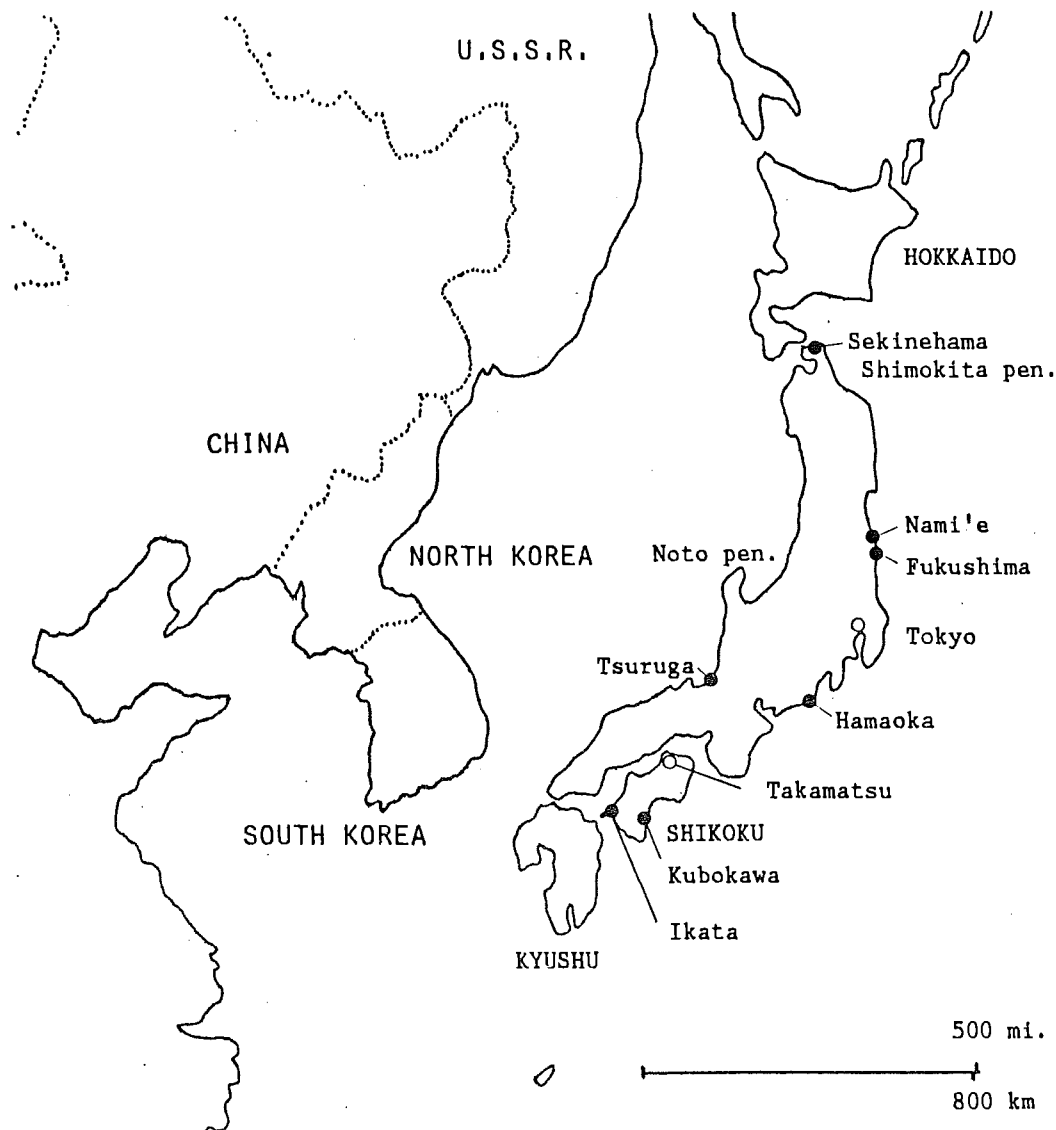 U.S.S.R.
HOKKAIDO
Sekinehama
Shimokita pen.
CHINA
Nami'e
NORTH KOREA
Noto pen.
Fukushima
Tokyo
Tsuruga
Hamaoka
Takamatsu
SOUTH KOREA
SHIKOKU
Kubokawa
Ikata
KYUSHU
500 mi.
800 km